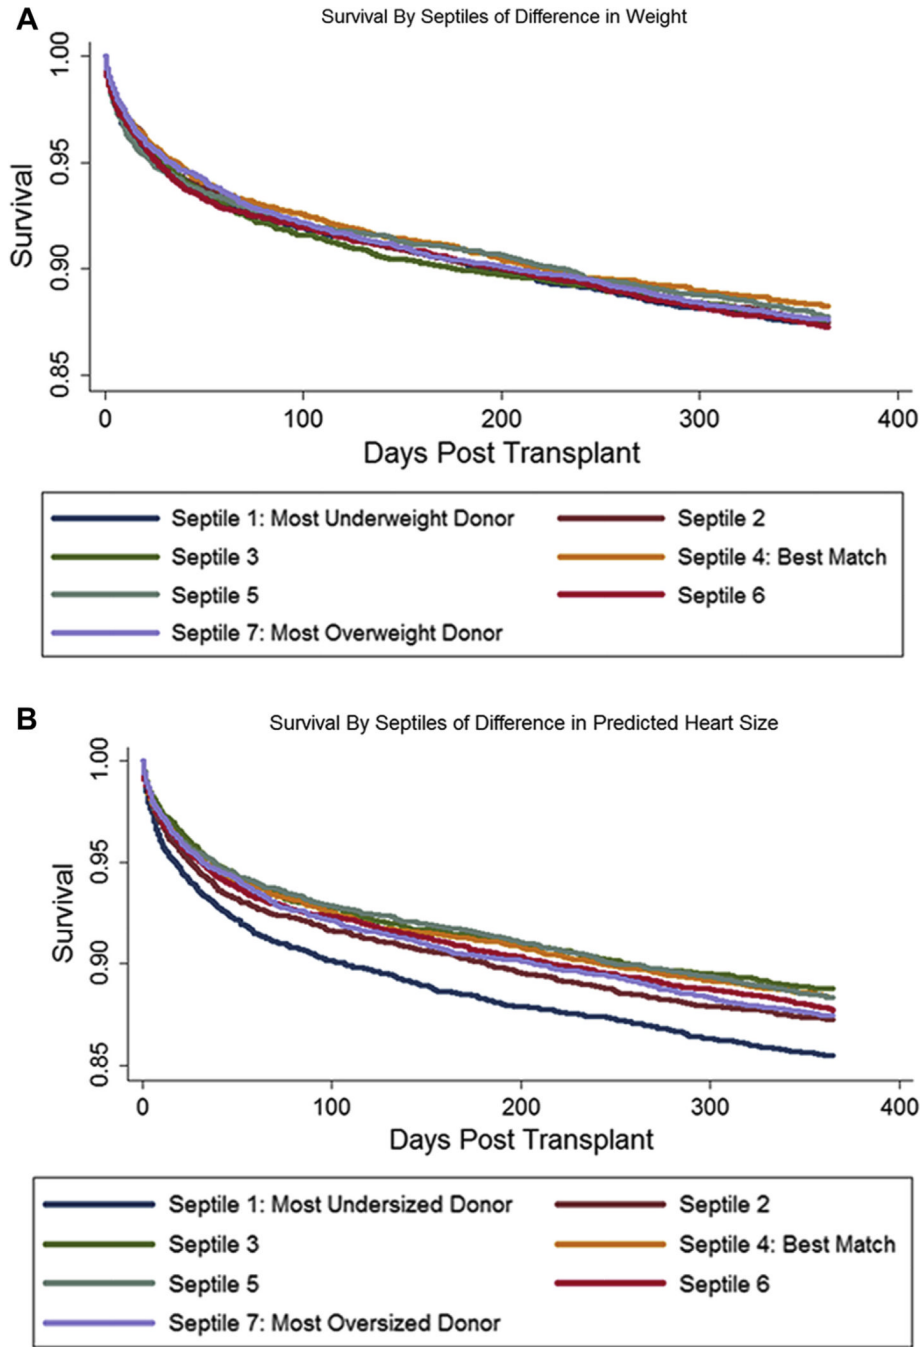 A
Survival By Septiles of Difference in Weight
Survival
1.00
0.95
0.90
0.85
0 100 200 300 400
Days Post Transplant
Septile 1: Most Underweight Donor Septile 2
Septile 3 Septile 4: Best Match
Septile 5 Septile 6
Septile 7: Most Overweight Donor
B
Survival By Septiles of Difference in Predicted Heart Size
Survival
1.00
0.95
0.90
0.85
0 100 200 300 400
Days Post Transplant
Septile 1: Most Undersized Donor Septile 2
Septile 3 Septile 4: Best Match
Septile 5 Septile 6
Septile 7: Most Oversized Donor